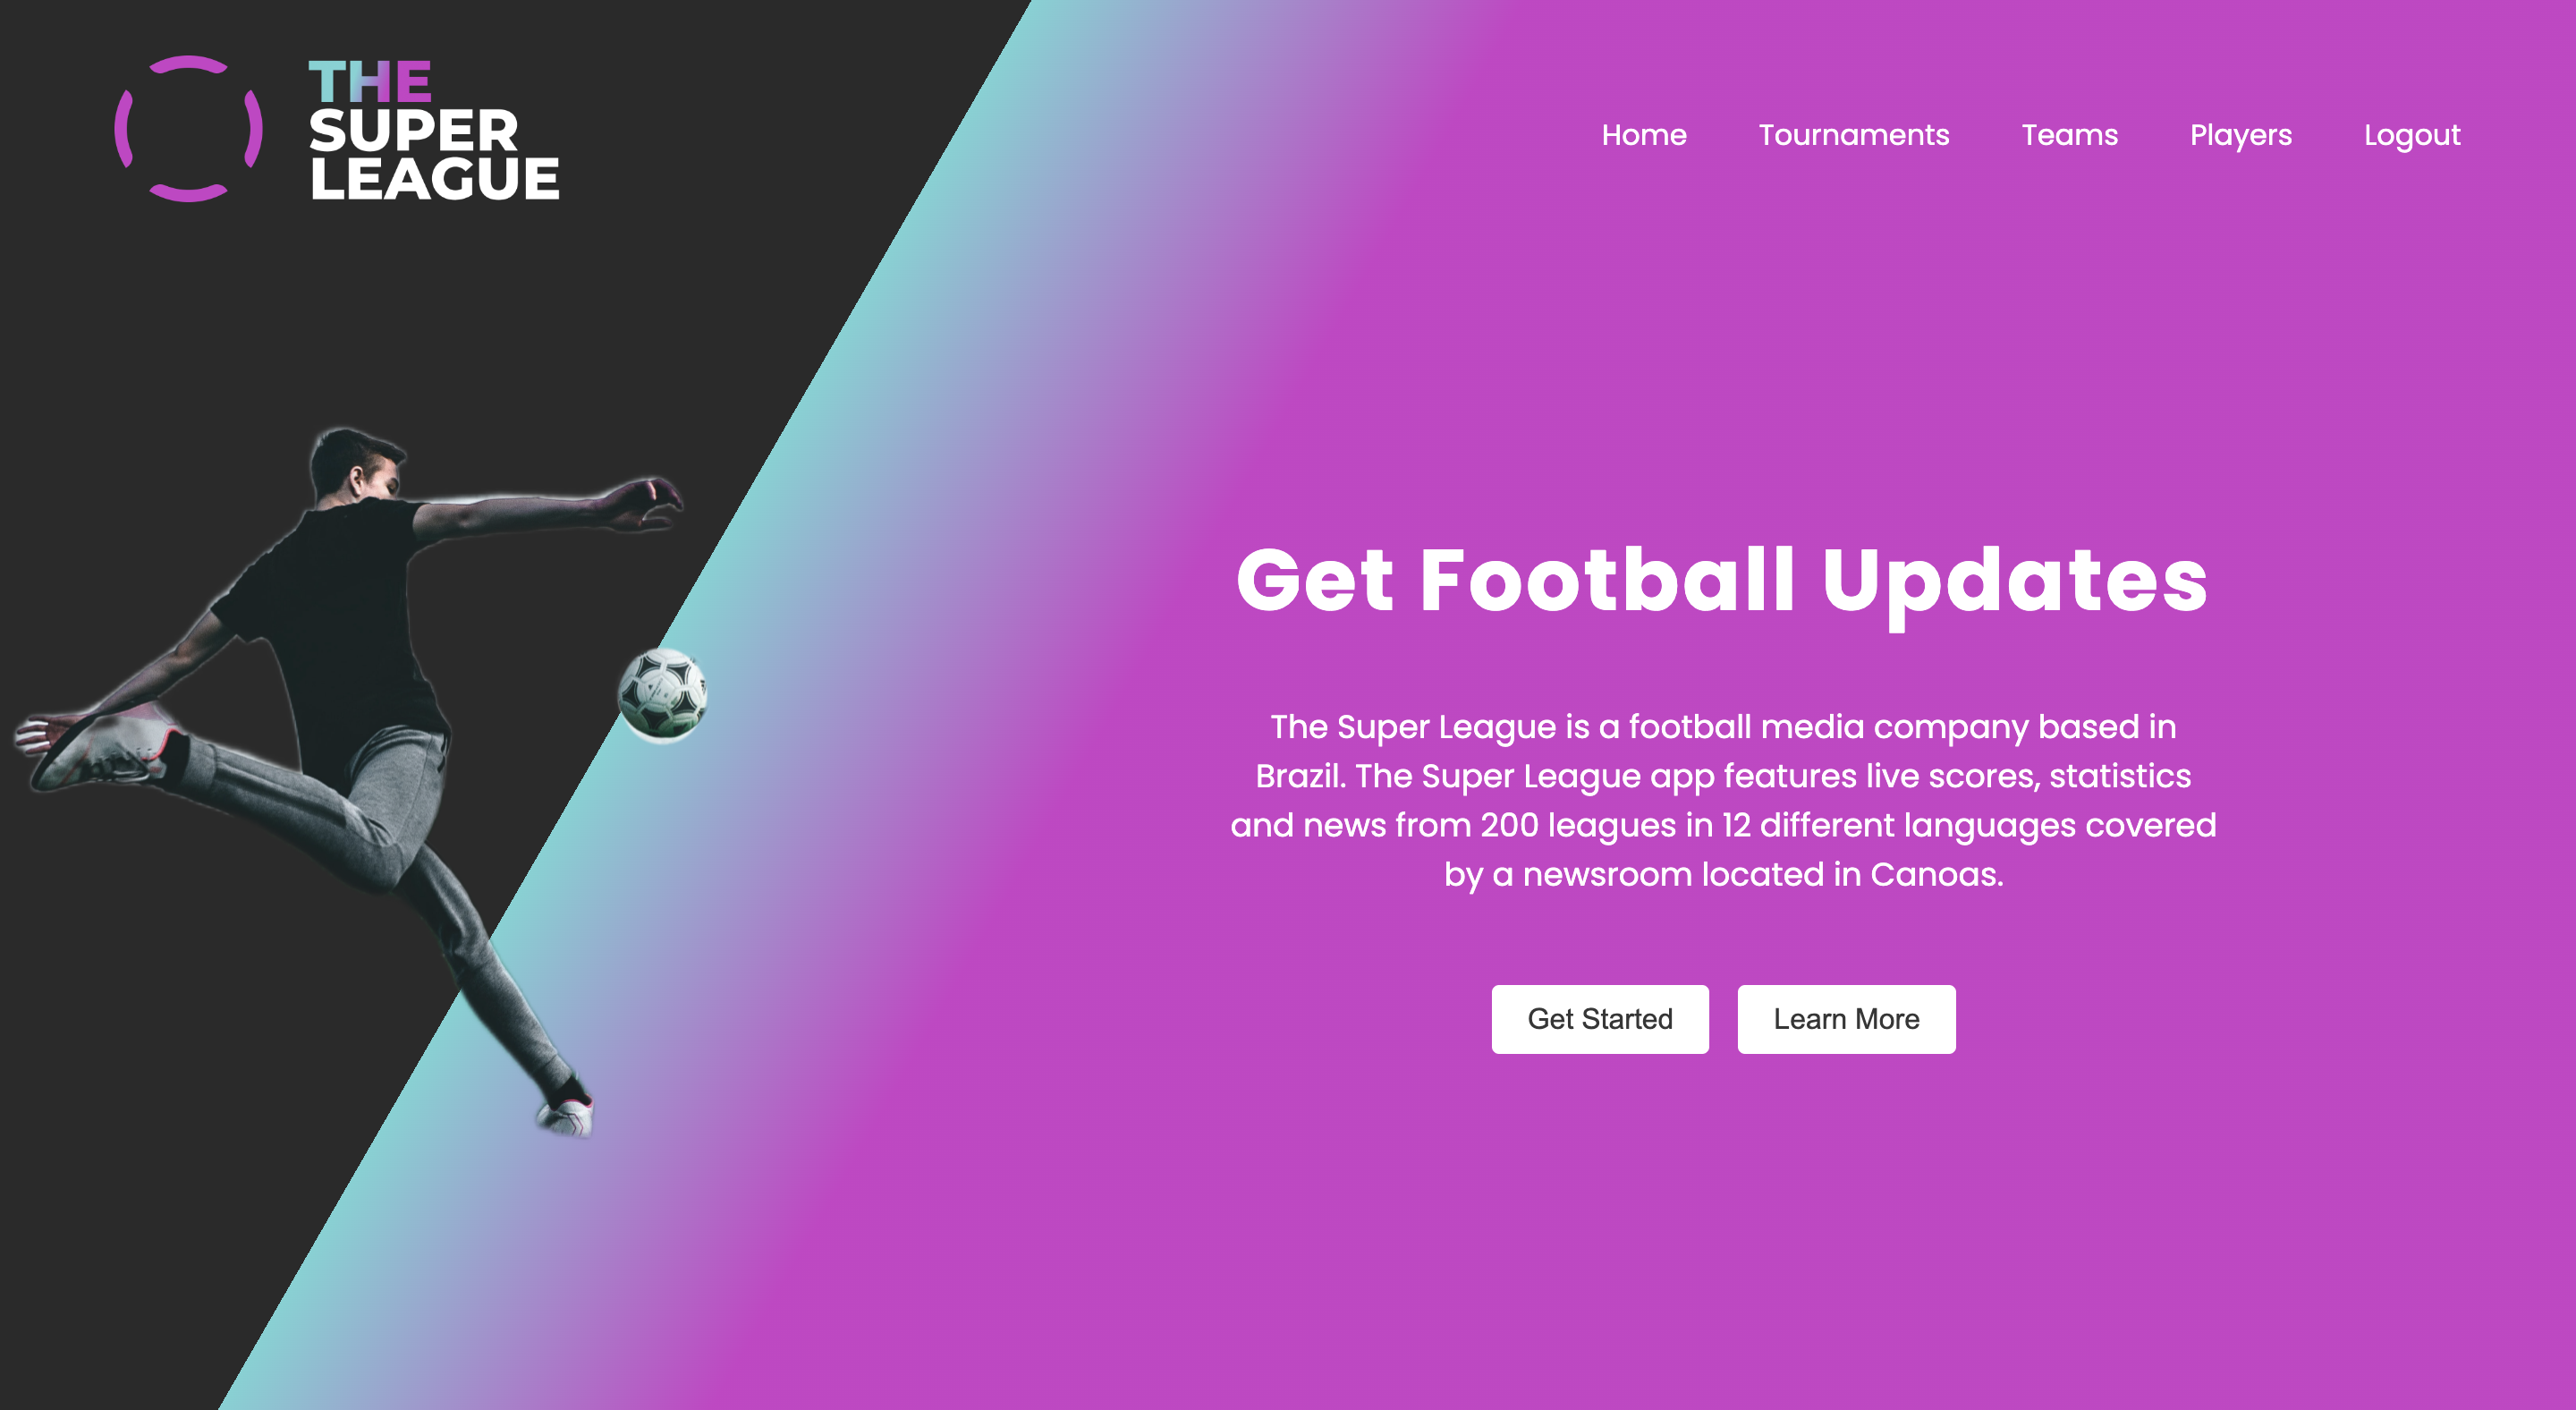 THE
SUPER
LEAGUE
Home Tournaments Teams Players Logout
Get Football Updates
The Super League is a football media company based in
Brazil. The Super League app features live scores, statistics
and news from 200 leagues in 12 different languages covered
by a newsroom located in Canoas.
Get Started Learn More